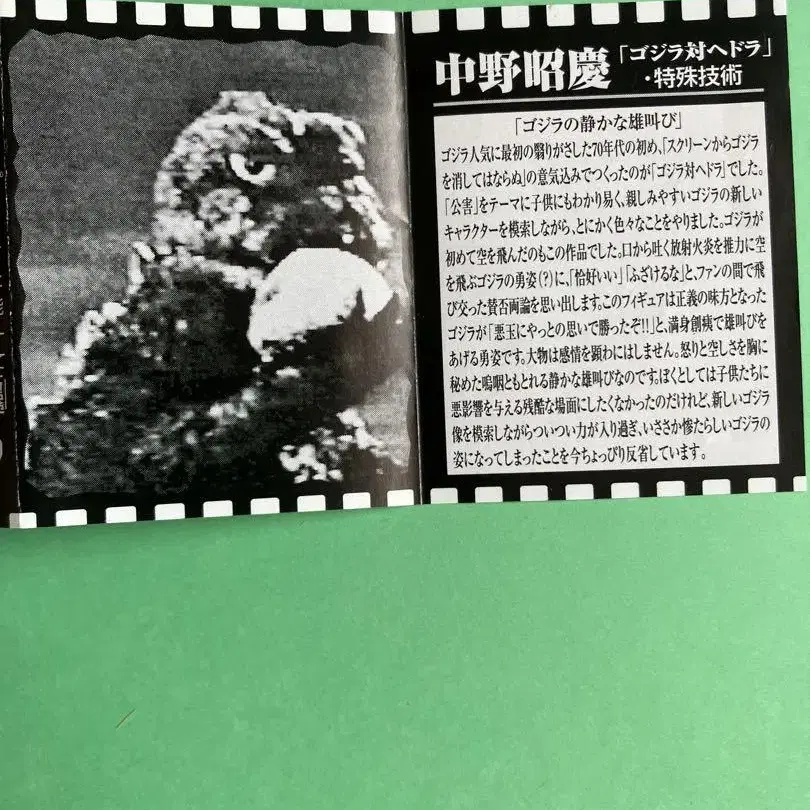 中野昭慶「ゴジラ対ヘドラ」
・特殊技術
「ゴジラの静かな雄叫び」
ゴジラ人気に最初の翳りがさした70年代の初め、「スクリーンからゴジラ
を消してはならぬ」の意気込みでつくったのが「ゴジラ対ヘドラ」でした。
「公害」をテーマに子供にもわかり易く、親しみやすいゴジラの新しい
キャラクターを模索しながら、とにかく色々なことをやりました。ゴジラが
初めて空を飛んだのもこの作品でした。口から吐く放射火炎を推力に空
を飛ぶゴジラの勇姿(?)に、「恰好いい」「ふざけるな」と、ファンの間で飛
び交った賛否両論を思い出します。このフィギュアは正義の味方となった
ゴジラが「悪玉にやっとの思いで勝ったぞ!!」と、満身創痍で雄叫びを
あげる勇姿です。大物は感情を顕わにはしません。怒りと空しさを胸に
秘めた嗚咽ともとれる静かな雄叫びなのです。ぼくとしては子供たちに
悪影響を与える残酷な場面にしたくなかったのだけれど、新しいゴジラ
像を模索しながらついつい力が入り過ぎ、いささか惨たらしいゴジラの
姿になってしまったことを今ちょっぴり反省しています。